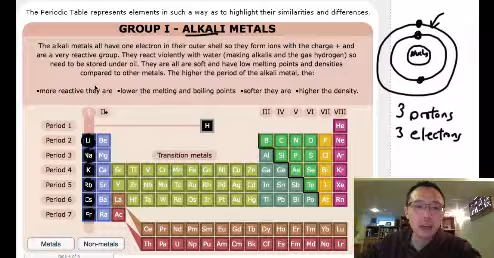 The Periodic Table represents elements in such a way as to highlight their similarities and differences.
GROUP I - ALKALI METALS
The alkali metals all have one electron in their outer shell so they form ions with the charge + and
are a very reactive group. They react violently with water (making alkalis and the gas hydrogen) so
need to be stored under oil. They are all are soft and have low melting points and densities
compared to other metals. The higher the period of the alkali metal, the:
•more reactive they are •lower the melting and boiling points •softer they are •higher the density.
I II III IV V VI VII VIII
Period 1 H He
Period 2 Li Be B C N O F Ne
Period 3 Na Mg Transition metals Al Si P S Cl Ar
Period 4 K Ca Sc Ti V Cr Mn Fe Co Ni Cu Zn Ga Ge As Se Br Kr
Period 5 Rb Sr Y Zr Nb Mo Tc Ru Rh Pd Ag Cd In Sn Sb Te I Xe
Period 6 Cs Ba La Hf Ta W Re Os Ir Pt Au Hg Tl Pb Bi Po At Rn
Period 7 Fr Ra Ac
Ce Pr Nd Pm Sm Eu Gd Tb Dy Ho Er Tm Yb Lu
Th Pa U Np Pu Am Cm Bk Cf Es Fm Md No Lr
Metals Non-metals
3 protons
3 electrons